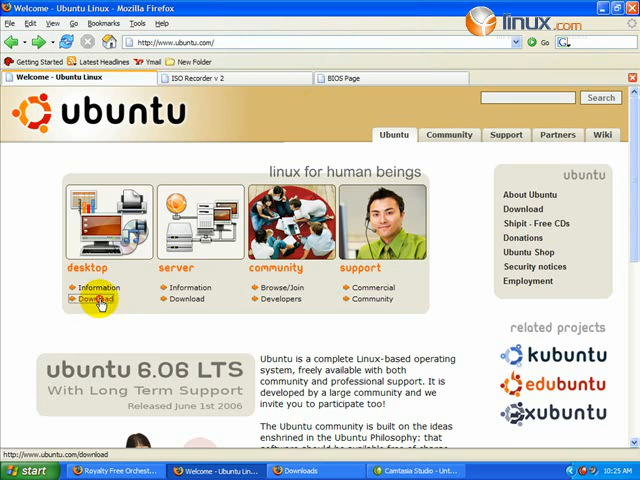 Welcome - Ubuntu Linux - Mozilla Firefox
File Edit View Go Bookmarks Tools Help
linux.com
http://www.ubuntu.com/
Go
G
Getting Started Latest Headlines Ymail New Folder
Welcome - Ubuntu Linux
ISO Recorder v 2
BIOS Page
ubuntu
Search
Ubuntu
Community
Support
Partners
Wiki
linux for human beings
desktop
Information
Download
server
Information
Download
community
Browse/Join
Developers
support
Commercial
Community
ubuntu
About Ubuntu
Download
Shipit - Free CDs
Donations
Ubuntu Shop
Security notices
Employment
related projects
kubuntu
edubuntu
xubuntu
ubuntu 6.06 LTS
With Long Term Support
Released June 1st 2006
Ubuntu is a complete Linux-based operating
system, freely available with both
community and professional support. It is
developed by a large community and we
invite you to participate too!
The Ubuntu community is built on the ideas
enshrined in the Ubuntu Philosophy: that
http://www.ubuntu.com/download
start
Royalty Free Orchest...
Welcome - Ubuntu Lin...
Downloads
Camtasia Studio - Unt...
10:25 AM